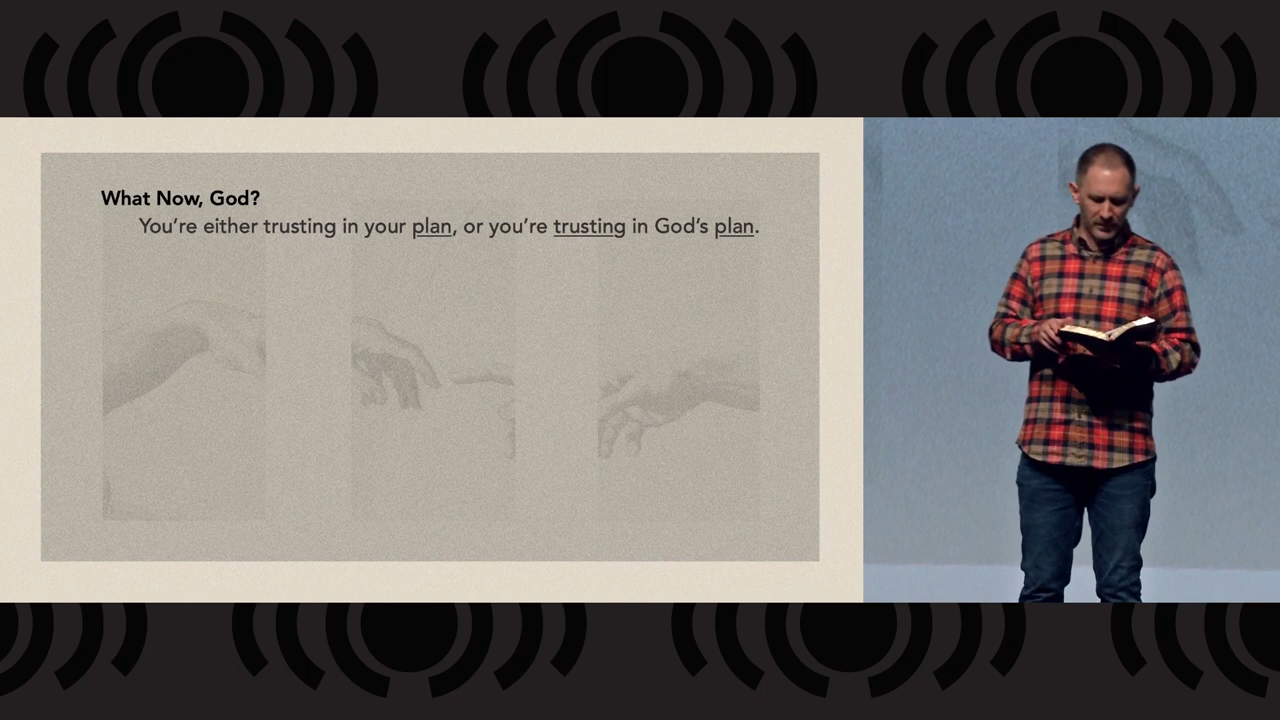 What Now, God?
You’re either trusting in your plan, or you’re trusting in God’s plan.